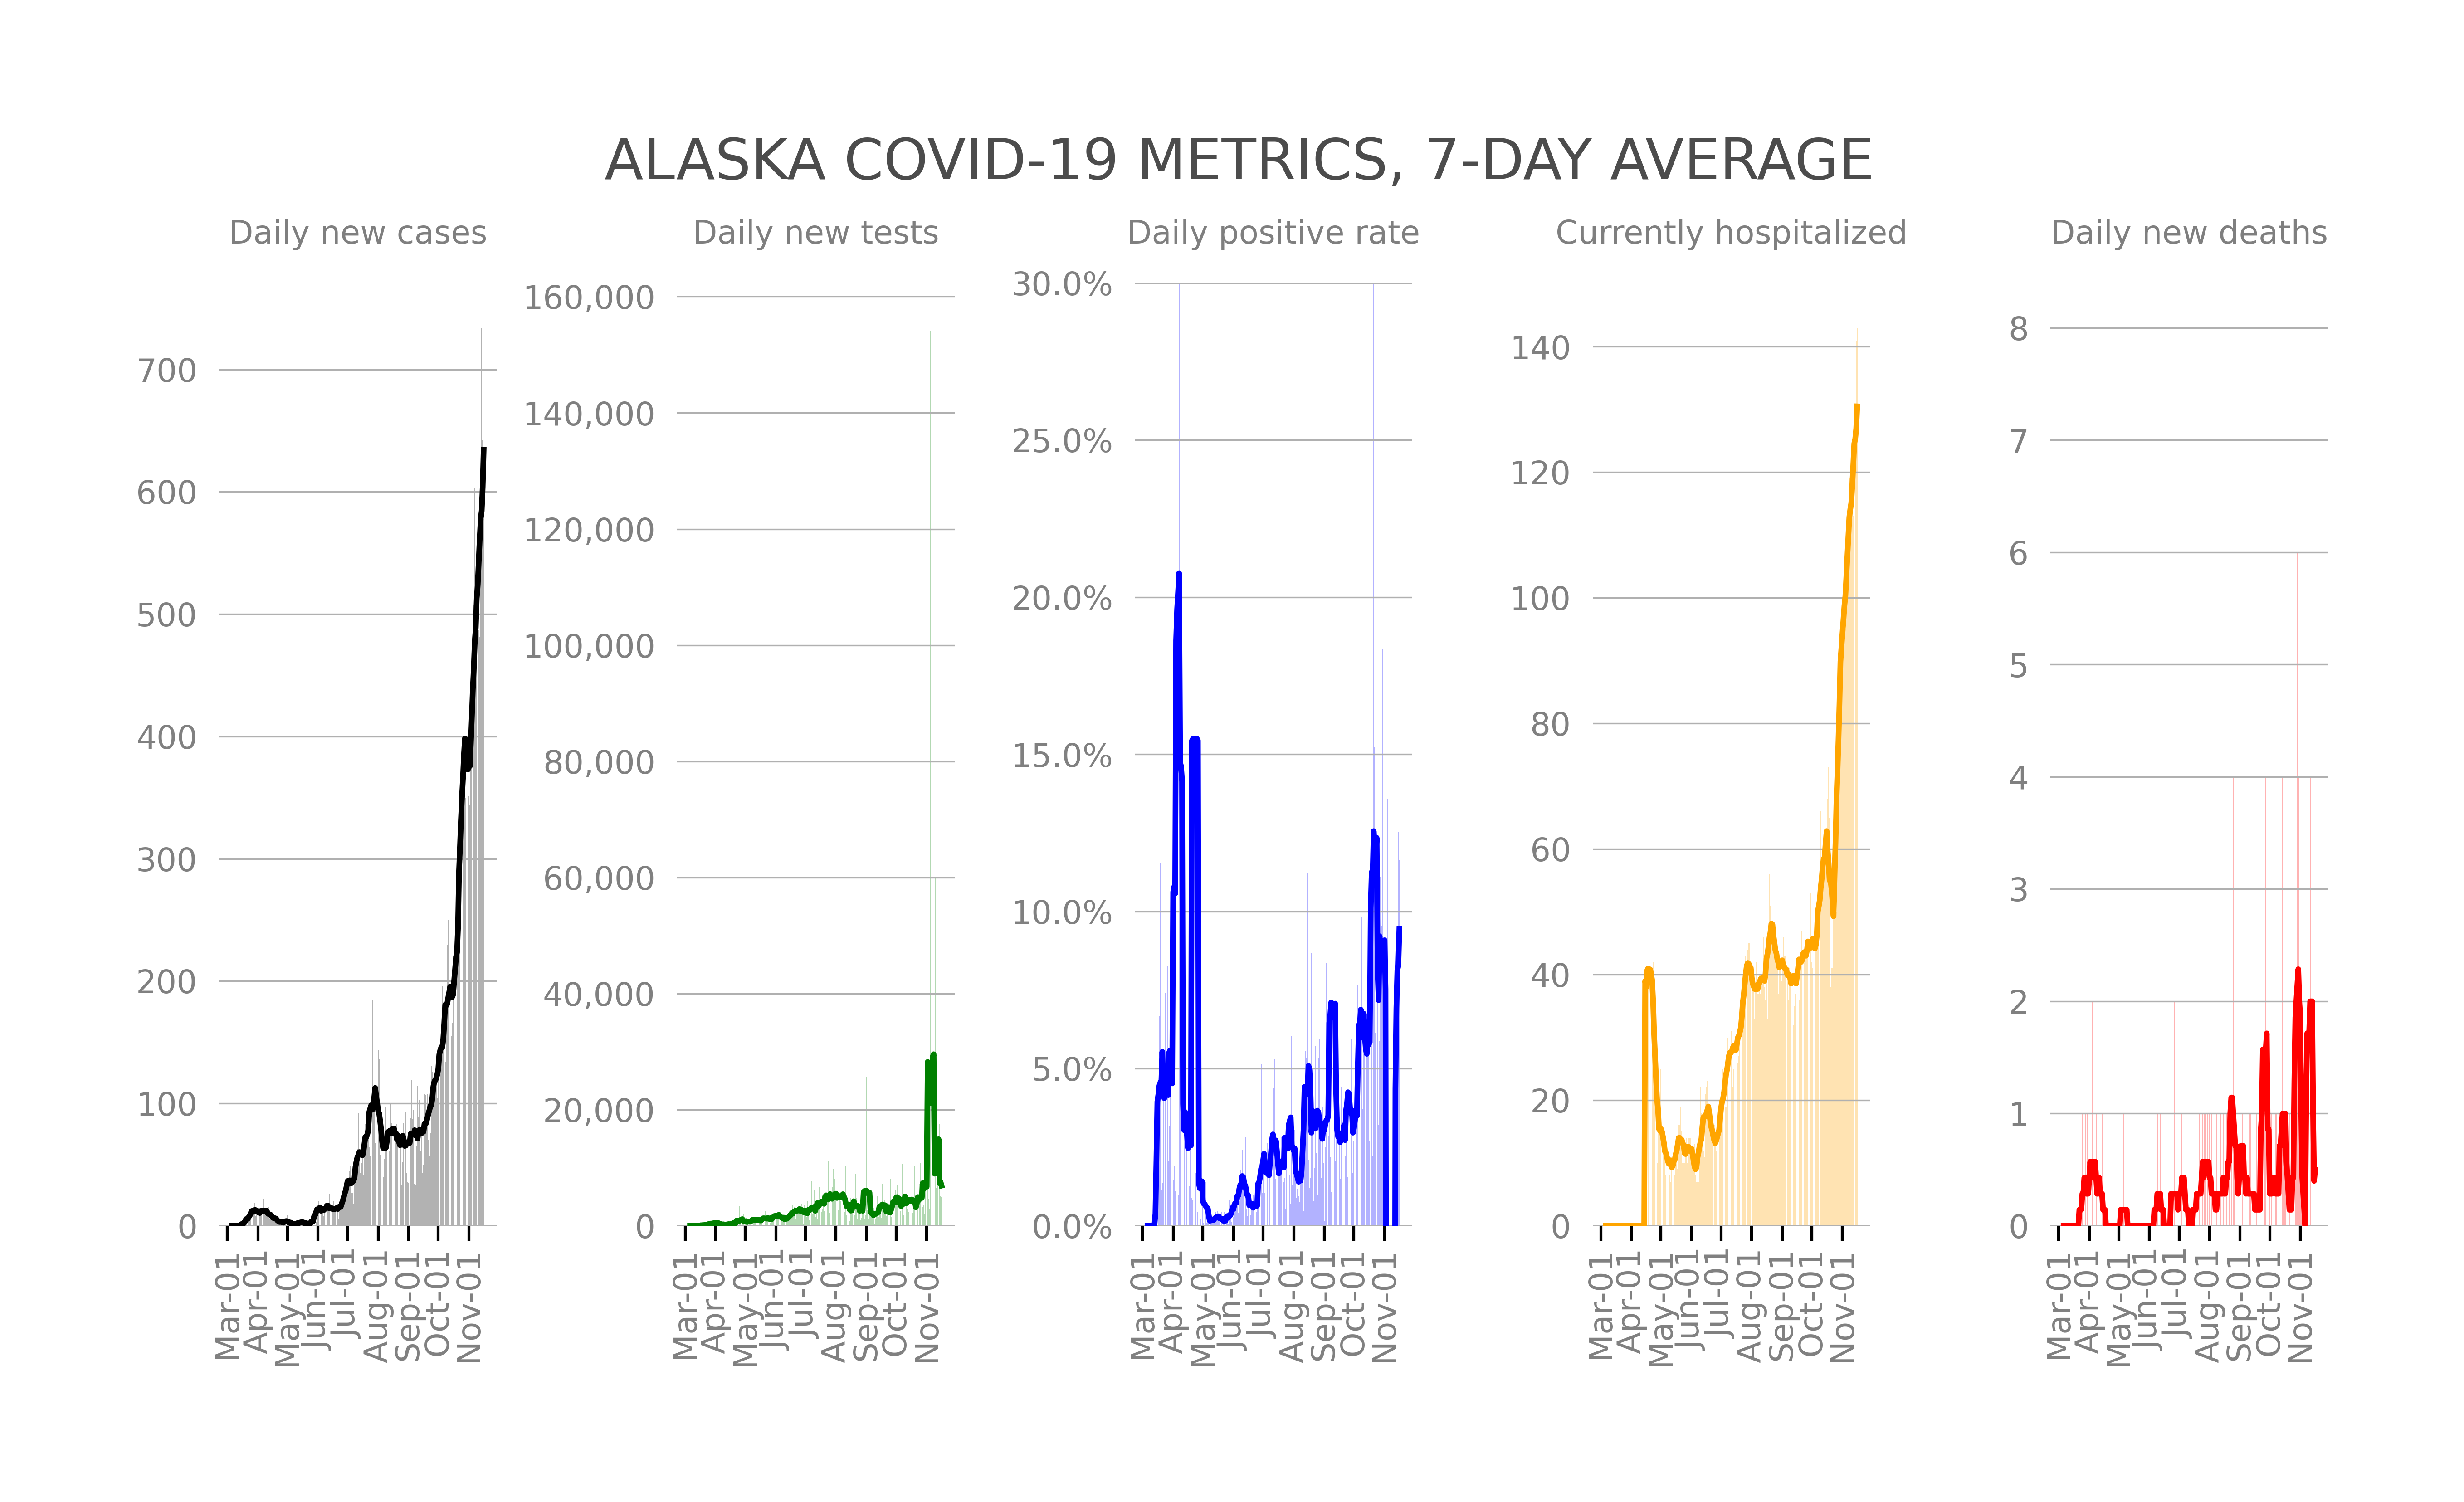 ALASKA COVID-19 METRICS, 7-DAY AVERAGE
Daily new cases
700
600
500
400
300
200
100
0
Mar-01
Apr-01
May-01
Jun-01
Jul-01
Aug-01
Sep-01
Oct-01
Nov-01
Daily new tests
160,000
140,000
120,000
100,000
80,000
60,000
40,000
20,000
0
Mar-01
Apr-01
May-01
Jun-01
Jul-01
Aug-01
Sep-01
Oct-01
Nov-01
Daily positive rate
30.0%
25.0%
20.0%
15.0%
10.0%
5.0%
0.0%
Mar-01
Apr-01
May-01
Jun-01
Jul-01
Aug-01
Sep-01
Oct-01
Nov-01
Currently hospitalized
140
120
100
80
60
40
20
0
Mar-01
Apr-01
May-01
Jun-01
Jul-01
Aug-01
Sep-01
Oct-01
Nov-01
Daily new deaths
8
7
6
5
4
3
2
1
0
Mar-01
Apr-01
May-01
Jun-01
Jul-01
Aug-01
Sep-01
Oct-01
Nov-01